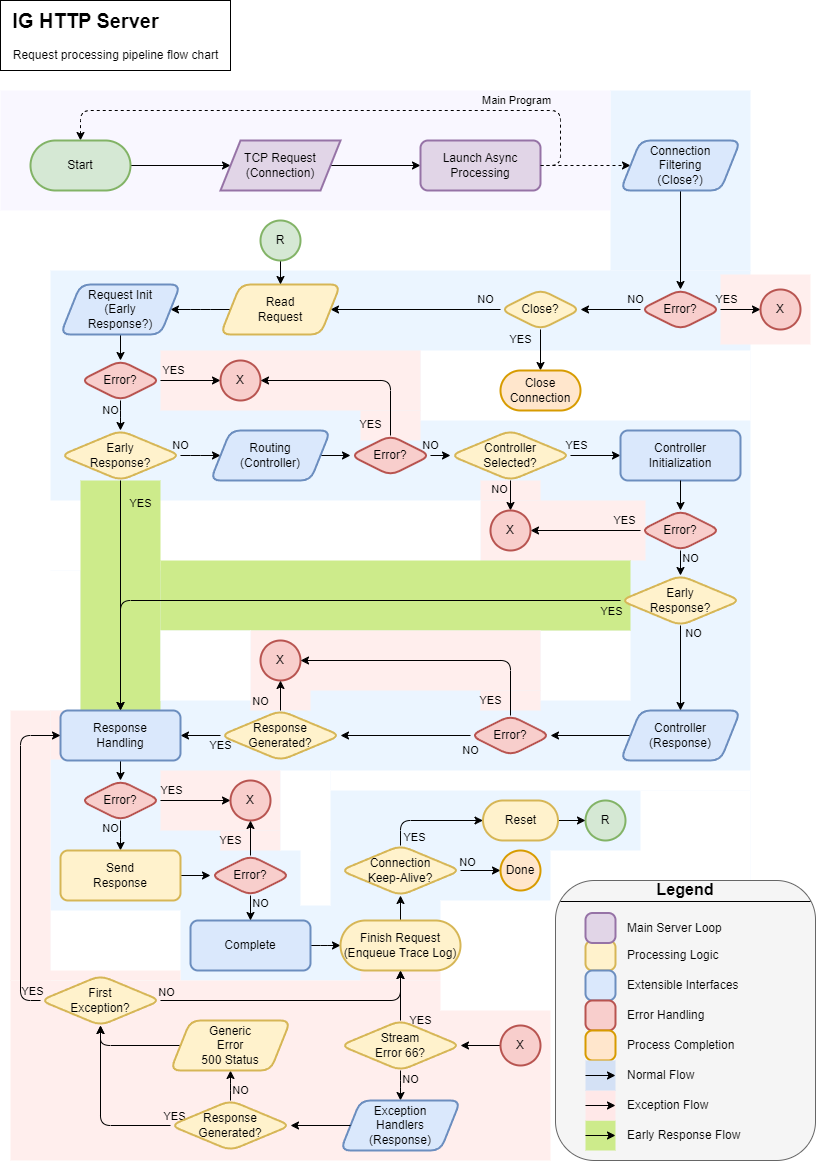 IG HTTP Server
Request processing pipeline flow chart
Main Program
Start
TCP Request
(Connection)
Launch Async
Processing
Connection
Filtering
(Close?)
R
Request Init
(Early
Response?)
Read
Request
NO
Close?
NO
Error?
YES
X
YES
Close
Connection
Error?
YES
X
NO
YES
Early
Response?
NO
Routing
(Controller)
Error?
NO
Controller
Selected?
YES
Controller
Initialization
NO
YES
X
YES
Error?
NO
Early
Response?
YES
NO
X
NO
YES
Response
Handling
YES
Response
Generated?
NO
Error?
Controller
(Response)
Error?
YES
X
NO
YES
Send
Response
Error?
NO
Complete
Reset
R
YES
Connection
Keep-Alive?
NO
Done
Finish Request
(Enqueue Trace Log)
YES
First
Exception?
NO
YES
Generic
Error
500 Status
Stream
Error 66?
X
NO
NO
YES
Response
Generated?
Exception
Handlers
(Response)
Legend
Main Server Loop
Processing Logic
Extensible Interfaces
Error Handling
Process Completion
Normal Flow
Exception Flow
Early Response Flow